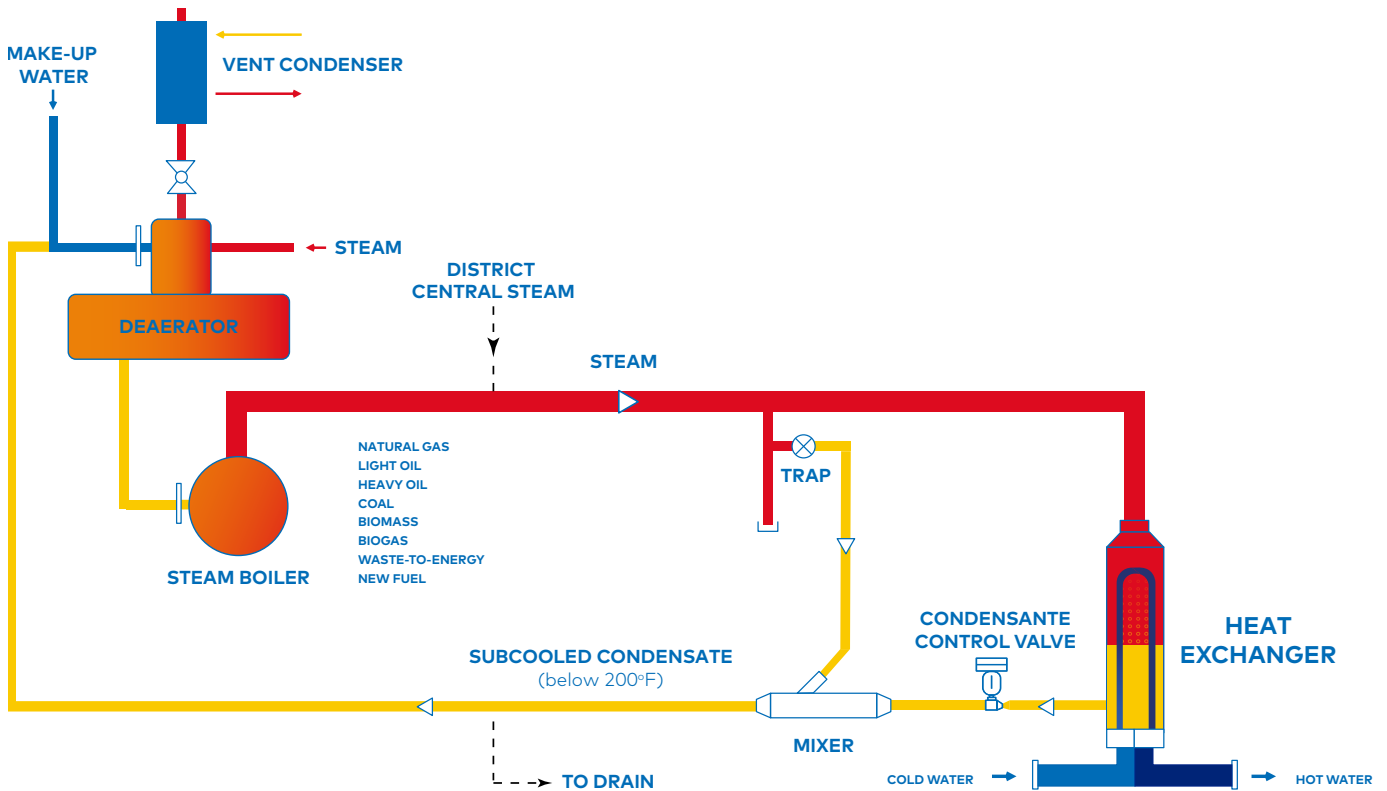 MAKE-UP
WATER
VENT CONDENSER
STEAM
DEAERATOR
DISTRICT
CENTRAL STEAM
STEAM
NATURAL GAS
LIGHT OIL
HEAVY OIL
COAL
BIOMASS
BIOGAS
WASTE-TO-ENERGY
NEW FUEL
TRAP
STEAM BOILER
CONDENSANTE
CONTROL VALVE
HEAT
EXCHANGER
SUBCOOLED CONDENSATE
(below 200ºF)
MIXER
TO DRAIN
COLD WATER
HOT WATER